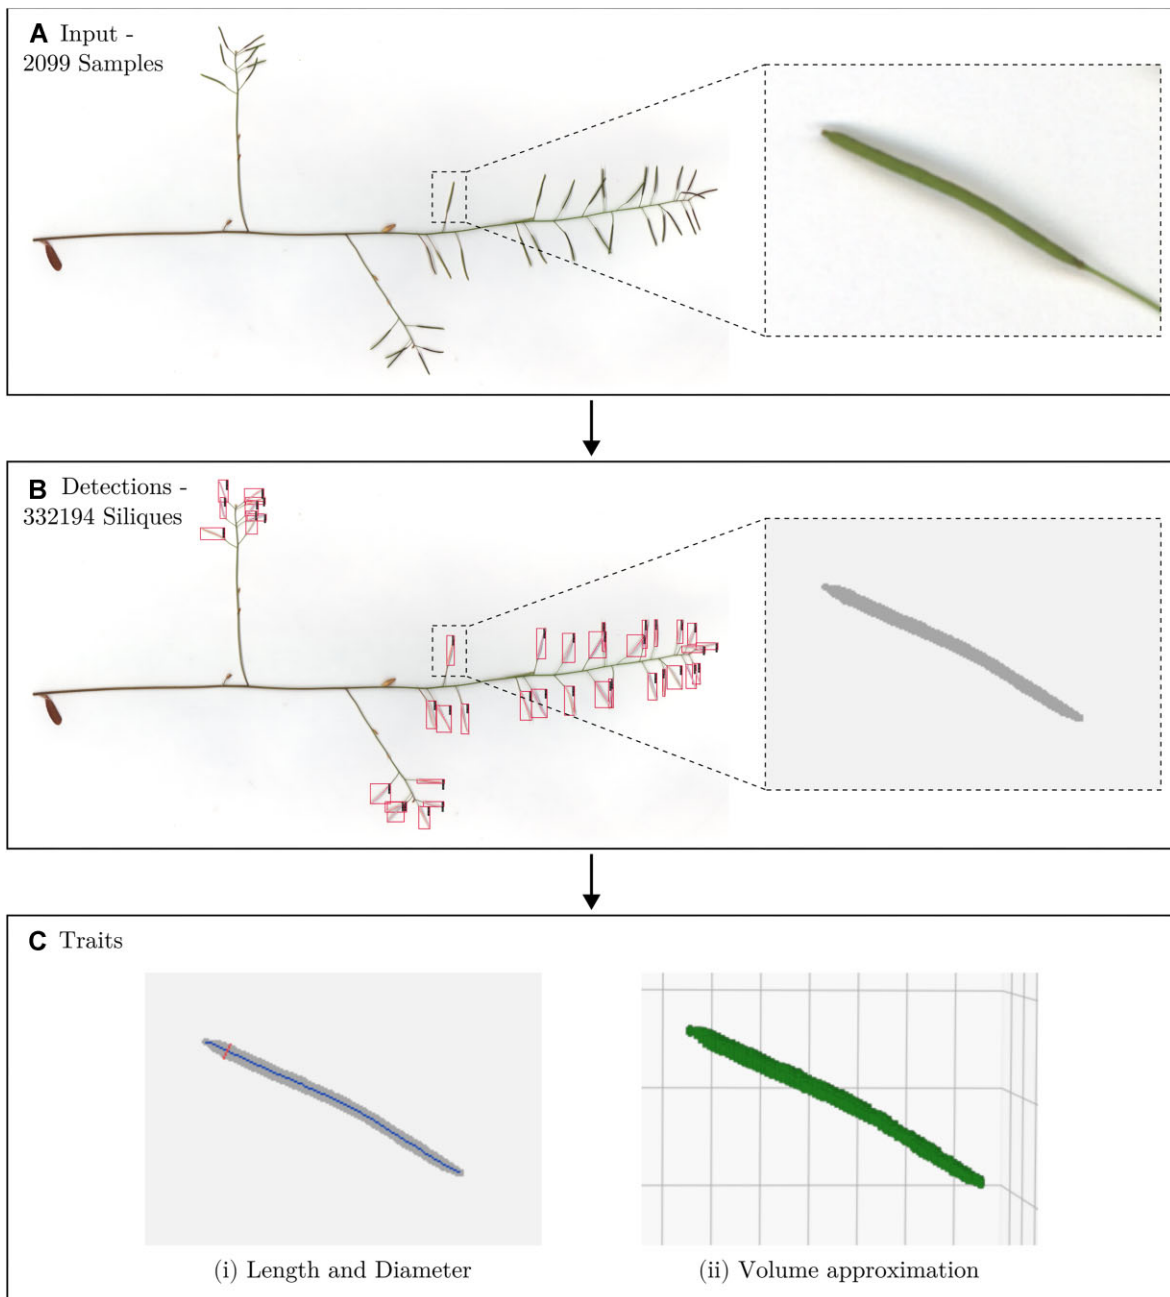 A Input -
2099 Samples
B Detections -
332194 Siliques
C Traits
(i) Length and Diameter
(ii) Volume approximation